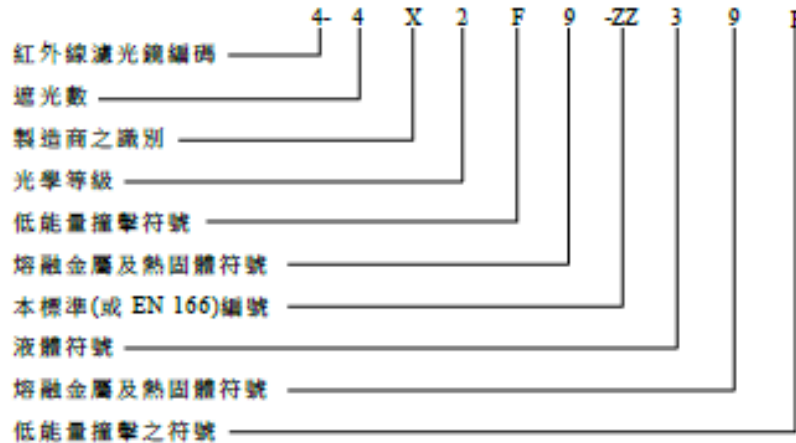 4- 4 X 2 F 9 -ZZ 3 9
紅外線濾光鏡編碼
遮光數
製造商之識別
光學等級
低能量撞擊符號
熔融金屬及熱固體符號
本標準(或 EN 166)編號
液體符號
熔融金屬及熱固體符號
低能量撞擊之符號